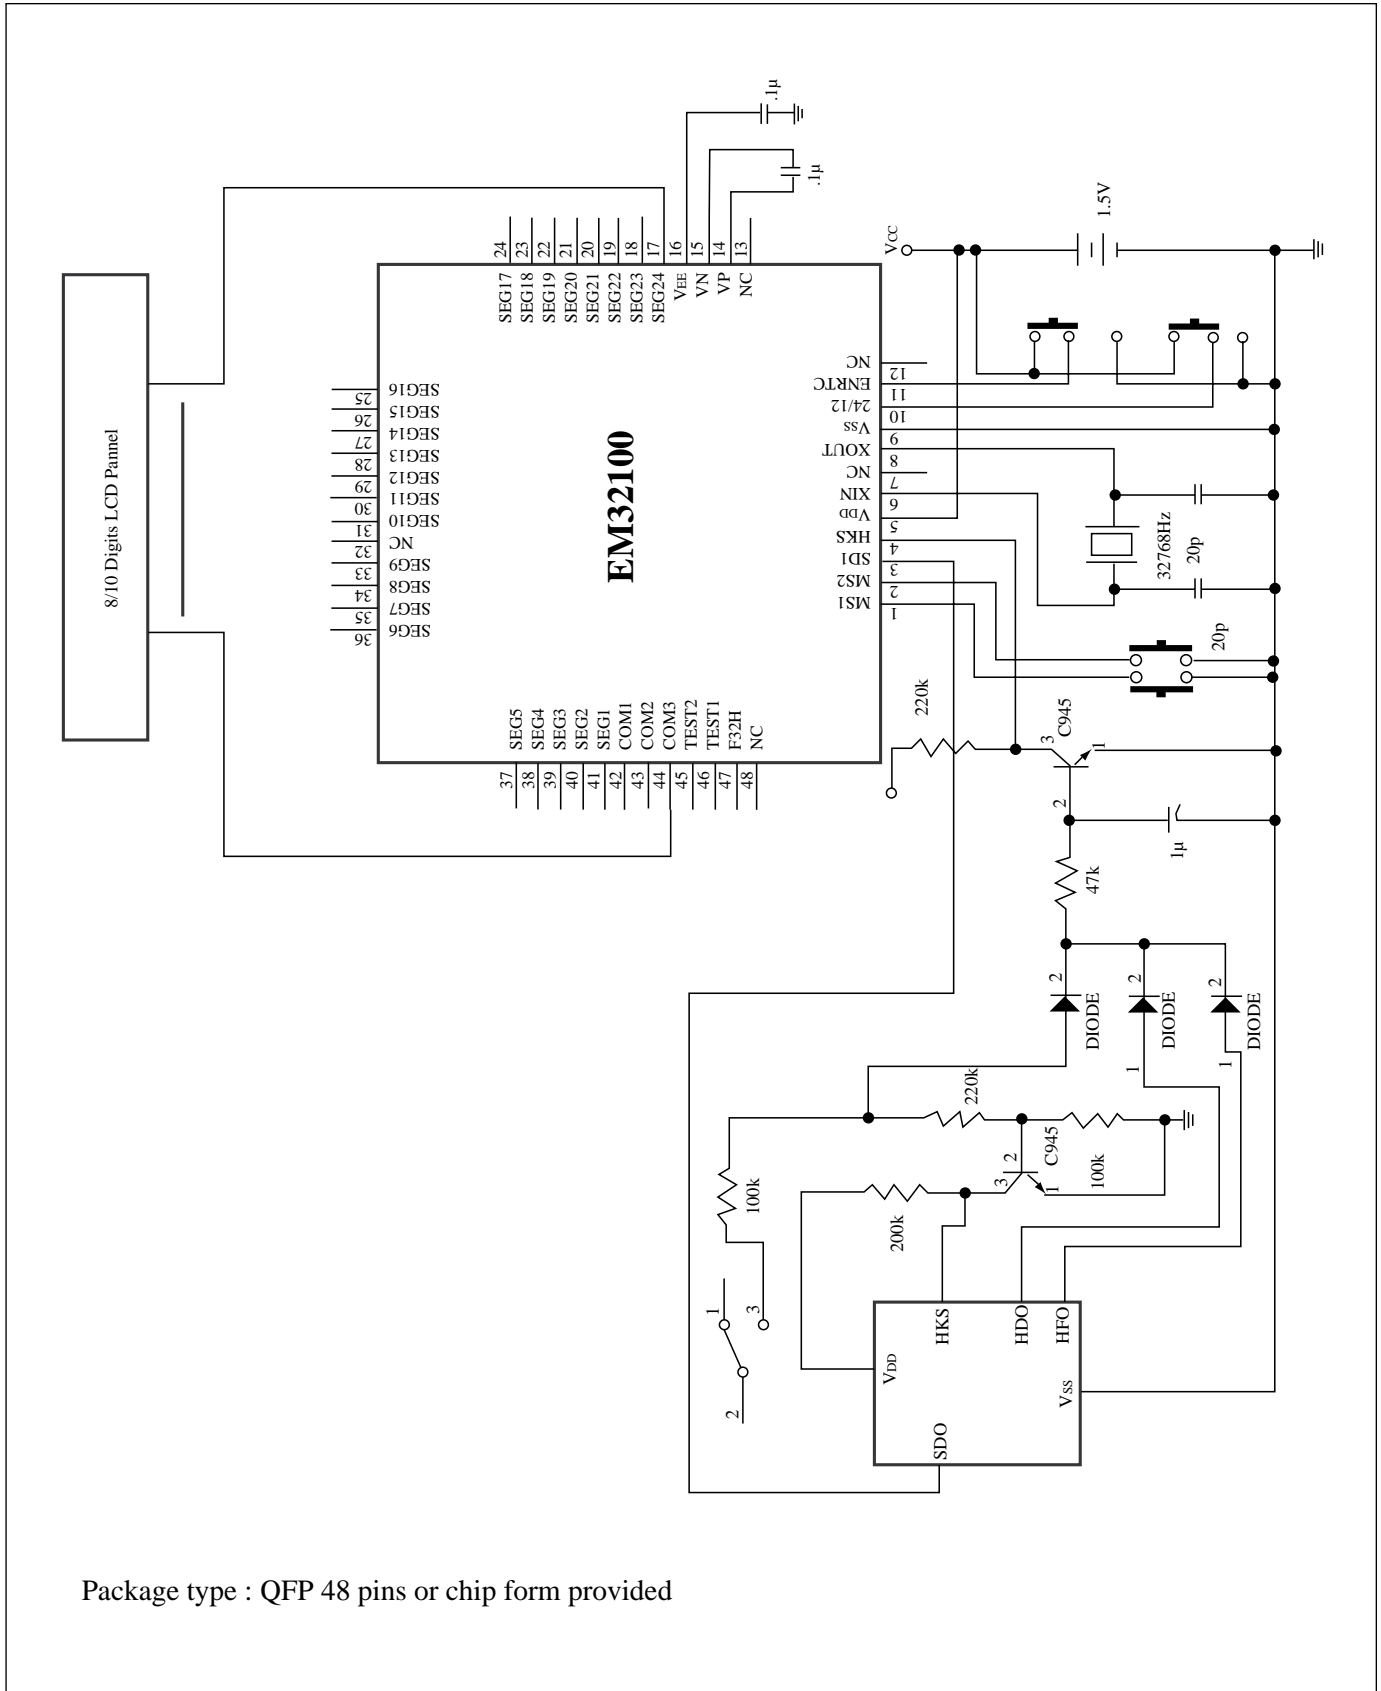 .1µ
.1µ
1.5V
VCC
8/10 Digits LCD Pannel
24
23
22
21
20
19
18
17
16
15
14
13
SEG17
SEG18
SEG19
SEG20
SEG21
SEG22
SEG23
SEG24
VEE
VN
VP
NC
SEG16
SEG15
SEG14
SEG13
SEG12
SEG11
SEG10
NC
SEG9
SEG8
SEG7
SEG6
25
26
27
28
29
30
31
32
33
34
35
36
EM32100
NC
ENRTC
24/12
VSS
XOUT
NC
XIN
VDD
HKS
SD1
MS2
MS1
12
11
10
9
8
7
6
5
4
3
2
1
32768Hz
20p
20p
SEG5
SEG4
SEG3
SEG2
SEG1
COM1
COM2
COM3
TEST2
TEST1
F32H
NC
37
38
39
40
41
42
43
44
45
46
47
48
220k
3
C945
1
2
1µ
47k
2
DIODE
2
DIODE
1
2
DIODE
1
220k
100k
200k
2
C945
3
1
100k
1
3
2
HKS
HDO
HFO
VDD
VSS
SDO
Package type : QFP 48 pins or chip form provided